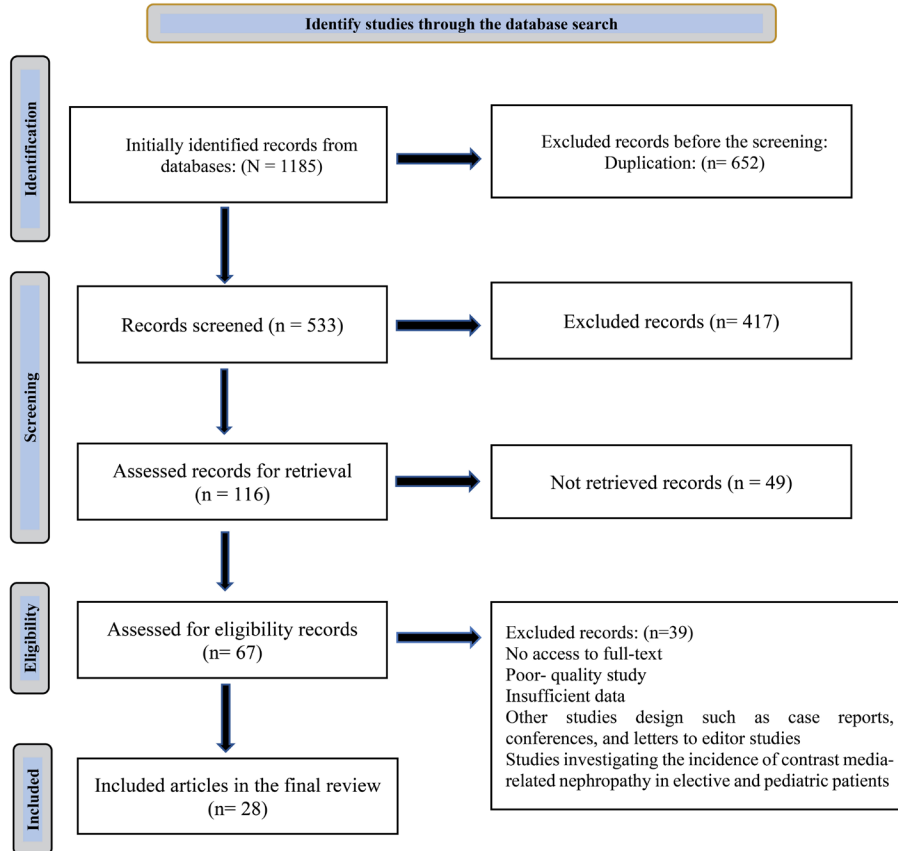 Identify studies through the database search
Identification
Initially identified records from
databases: (N = 1185)
Excluded records before the screening:
Duplication: (n= 652)
Screening
Records screened (n = 533)
Excluded records (n= 417)
Assessed records for retrieval
(n = 116)
Not retrieved records (n = 49)
Eligibility
Assessed for eligibility records
(n= 67)
Excluded records: (n=39)
No access to full-text
Poor- quality study
Insufficient data
Other studies design such as case reports,
conferences, and letters to editor studies
Studies investigating the incidence of contrast media-
related nephropathy in elective and pediatric patients
Included
Included articles in the final review
(n= 28)